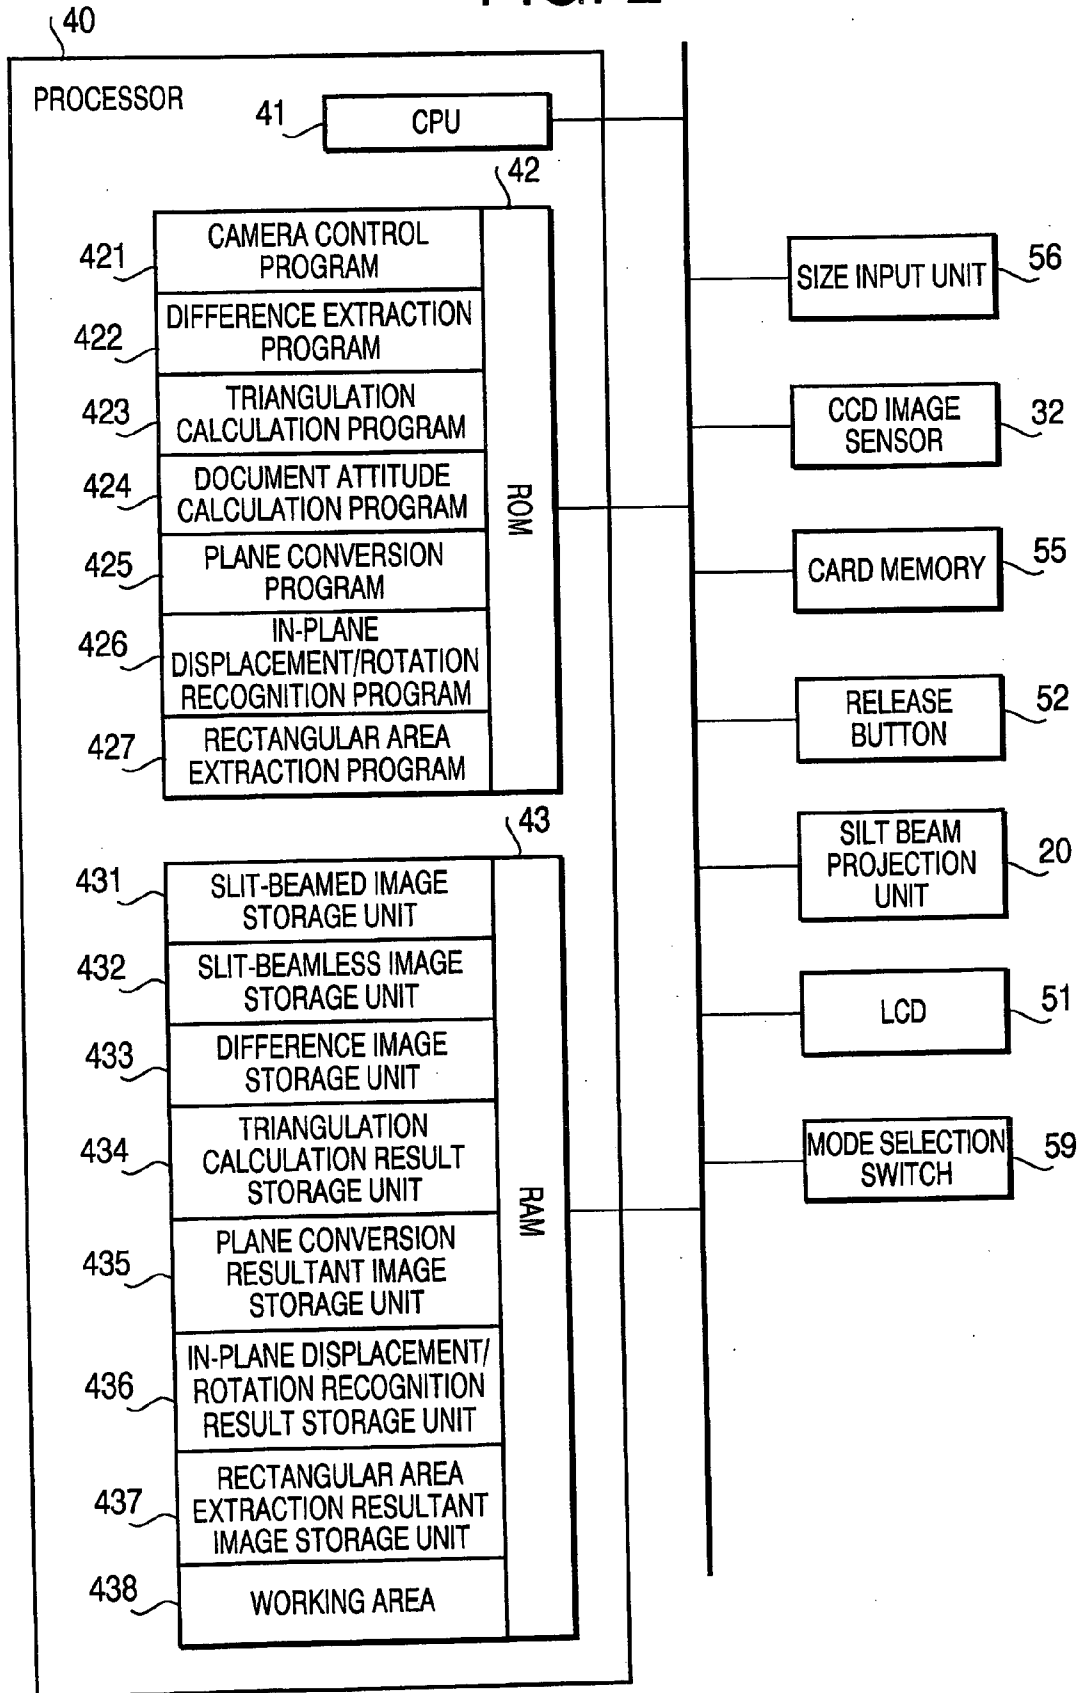 40
PROCESSOR
41
CPU
42
421
CAMERA CONTROL
PROGRAM
422
DIFFERENCE EXTRACTION
PROGRAM
423
TRIANGULATION
CALCULATION PROGRAM
424
DOCUMENT ATTITUDE
CALCULATION PROGRAM
425
PLANE CONVERSION
PROGRAM
426
IN-PLANE
DISPLACEMENT/ROTATION
RECOGNITION PROGRAM
427
RECTANGULAR AREA
EXTRACTION PROGRAM
ROM
43
431
SLIT-BEAMED IMAGE
STORAGE UNIT
432
SLIT-BEAMLESS IMAGE
STORAGE UNIT
433
DIFFERENCE IMAGE
STORAGE UNIT
434
TRIANGULATION
CALCULATION RESULT
STORAGE UNIT
435
PLANE CONVERSION
RESULTANT IMAGE
STORAGE UNIT
436
IN-PLANE DISPLACEMENT/
ROTATION RECOGNITION
RESULT STORAGE UNIT
437
RECTANGULAR AREA
EXTRACTION RESULTANT
IMAGE STORAGE UNIT
438
WORKING AREA
RAM
SIZE INPUT UNIT
56
CCD IMAGE
SENSOR
32
CARD MEMORY
55
RELEASE
BUTTON
52
SILT BEAM
PROJECTION
UNIT
20
LCD
51
MODE SELECTION
SWITCH
59